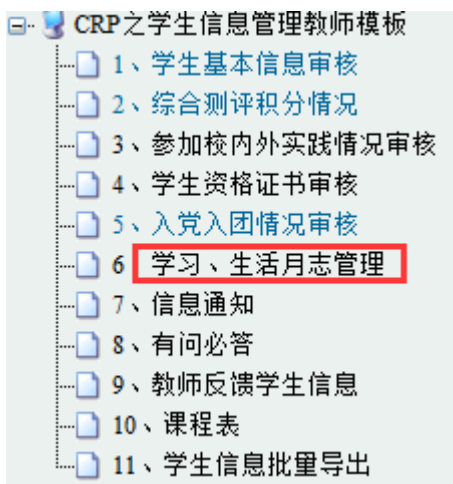 CRP之学生信息管理教师模板
1、学生基本信息审核
2、综合测评积分情况
3、参加校内外实践情况审核
4、学生资格证书审核
5、入党入团情况审核
6 学习、生活月志管理
7、信息通知
8、有问必答
9、教师反馈学生信息
10、课程表
11、学生信息批量导出